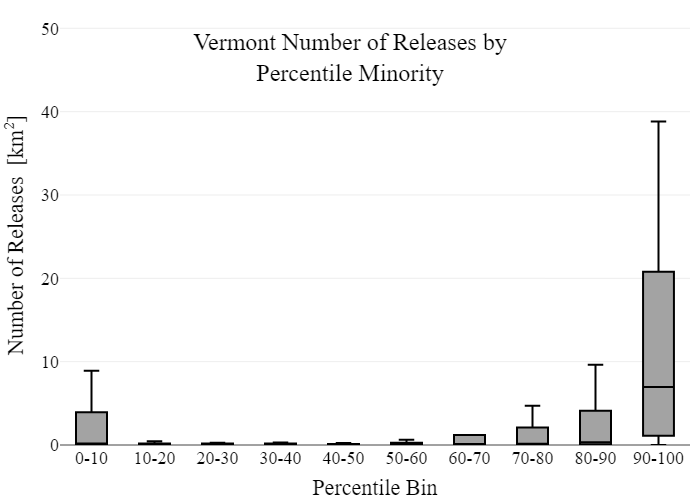 Vermont Number of Releases by
Percentile Minority
Number of Releases [km²]
50
40
30
20
10
0
0-10 10-20 20-30 30-40 40-50 50-60 60-70 70-80 80-90 90-100
Percentile Bin